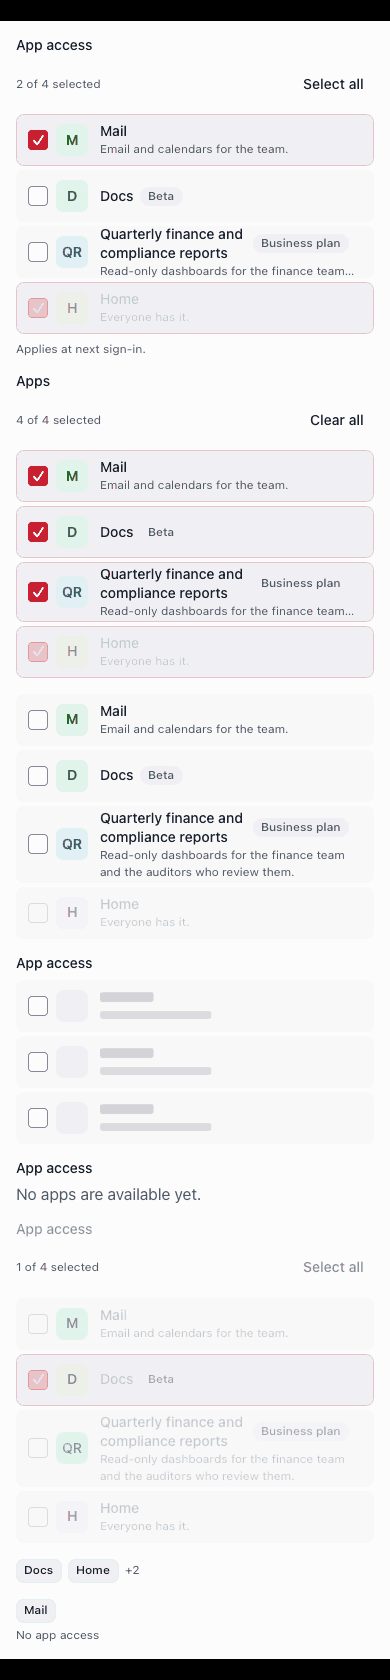 App access
2 of 4 selected
Select all
M
Mail
Email and calendars for the team.
D
Docs
Beta
QR
Quarterly finance and
compliance reports
Business plan
Read-only dashboards for the finance team...
H
Home
Everyone has it.
Applies at next sign-in.
Apps
4 of 4 selected
Clear all
M
Mail
Email and calendars for the team.
D
Docs
Beta
QR
Quarterly finance and
compliance reports
Business plan
Read-only dashboards for the finance team...
H
Home
Everyone has it.
M
Mail
Email and calendars for the team.
D
Docs
Beta
QR
Quarterly finance and
compliance reports
Business plan
Read-only dashboards for the finance team
and the auditors who review them.
H
Home
Everyone has it.
App access
App access
No apps are available yet.
App access
1 of 4 selected
Select all
M
Mail
Email and calendars for the team.
D
Docs
Beta
QR
Quarterly finance and
compliance reports
Business plan
Read-only dashboards for the finance team
and the auditors who review them.
H
Home
Everyone has it.
Docs
Home
+2
Mail
No app access